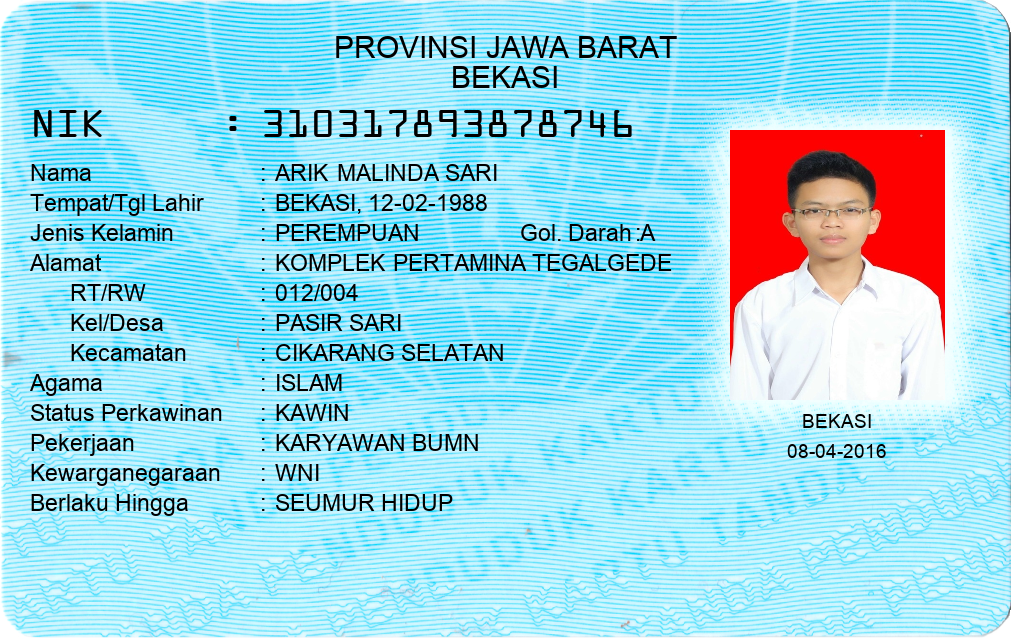 PROVINSI JAWA BARAT
BEKASI
NIK : 310317893878746
Nama : ARIK MALINDA SARI
Tempat/Tgl Lahir : BEKASI, 12-02-1988
Jenis Kelamin : PEREMPUAN Gol. Darah :A
Alamat : KOMPLEK PERTAMINA TEGALGEDE
RT/RW : 012/004
Kel/Desa : PASIR SARI
Kecamatan : CIKARANG SELATAN
Agama : ISLAM
Status Perkawinan : KAWIN
Pekerjaan : KARYAWAN BUMN
Kewarganegaraan : WNI
Berlaku Hingga : SEUMUR HIDUP
BEKASI
08-04-2016